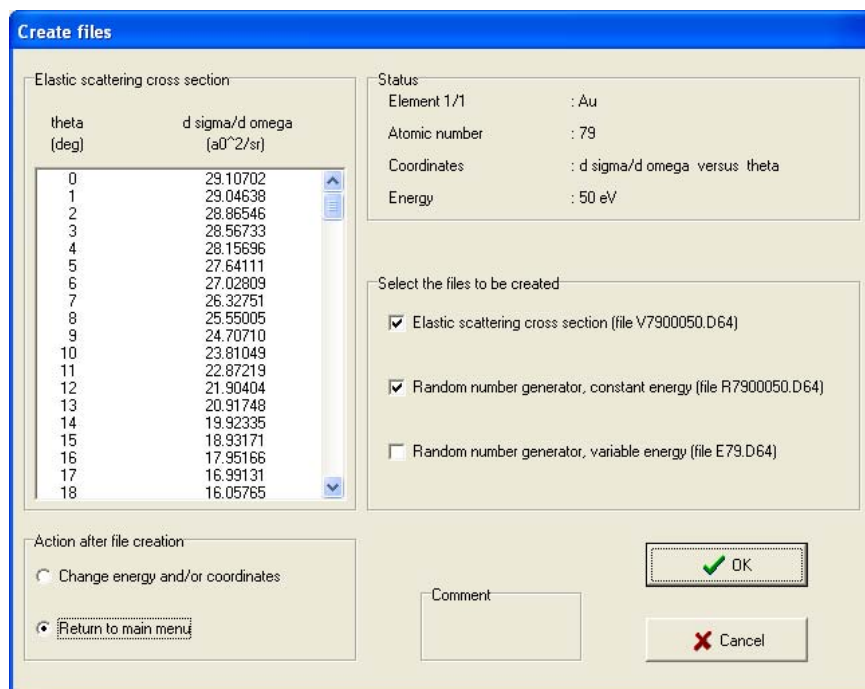 Create files
Elastic scattering cross section
theta d sigma/d omega
(deg) (a0^2/sr)
0 29.10702
1 29.04638
2 28.86546
3 28.56733
4 28.15696
5 27.64111
6 27.02809
7 26.32751
8 25.55005
9 24.70710
10 23.81049
11 22.87219
12 21.90404
13 20.91748
14 19.92335
15 18.93171
16 17.95166
17 16.99131
18 16.05765
Status
Element 1/1 : Au
Atomic number : 79
Coordinates : d sigma/d omega versus theta
Energy : 50 eV
Select the files to be created
Elastic scattering cross section (file V7900050.D64)
Random number generator, constant energy (file R7900050.D64)
Random number generator, variable energy (file E79.D64)
Action after file creation
Change energy and/or coordinates
Return to main menu
Comment
OK
Cancel